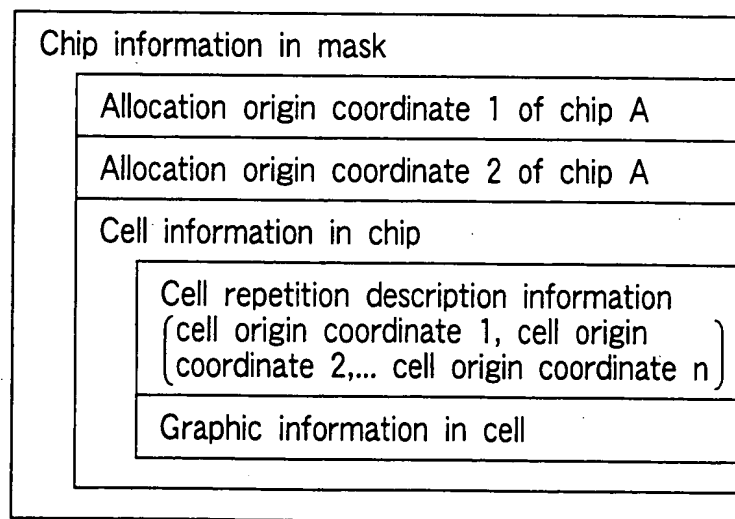 Chip information in mask
Allocation origin coordinate 1 of chip A
Allocation origin coordinate 2 of chip A
Cell information in chip
Cell repetition description information
(cell origin coordinate 1, cell origin
coordinate 2,... cell origin coordinate n)
Graphic information in cell